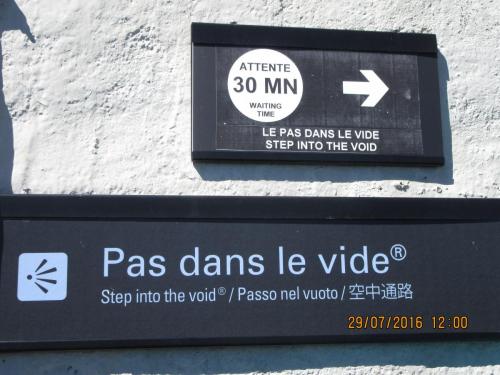 ATTENTE
30 MN
WAITING
TIME
LE PAS DANS LE VIDE
STEP INTO THE VOID
Pas dans le vide®
Step into the void® / Passo nel vuoto / 空中通路
29/07/2016 12:00